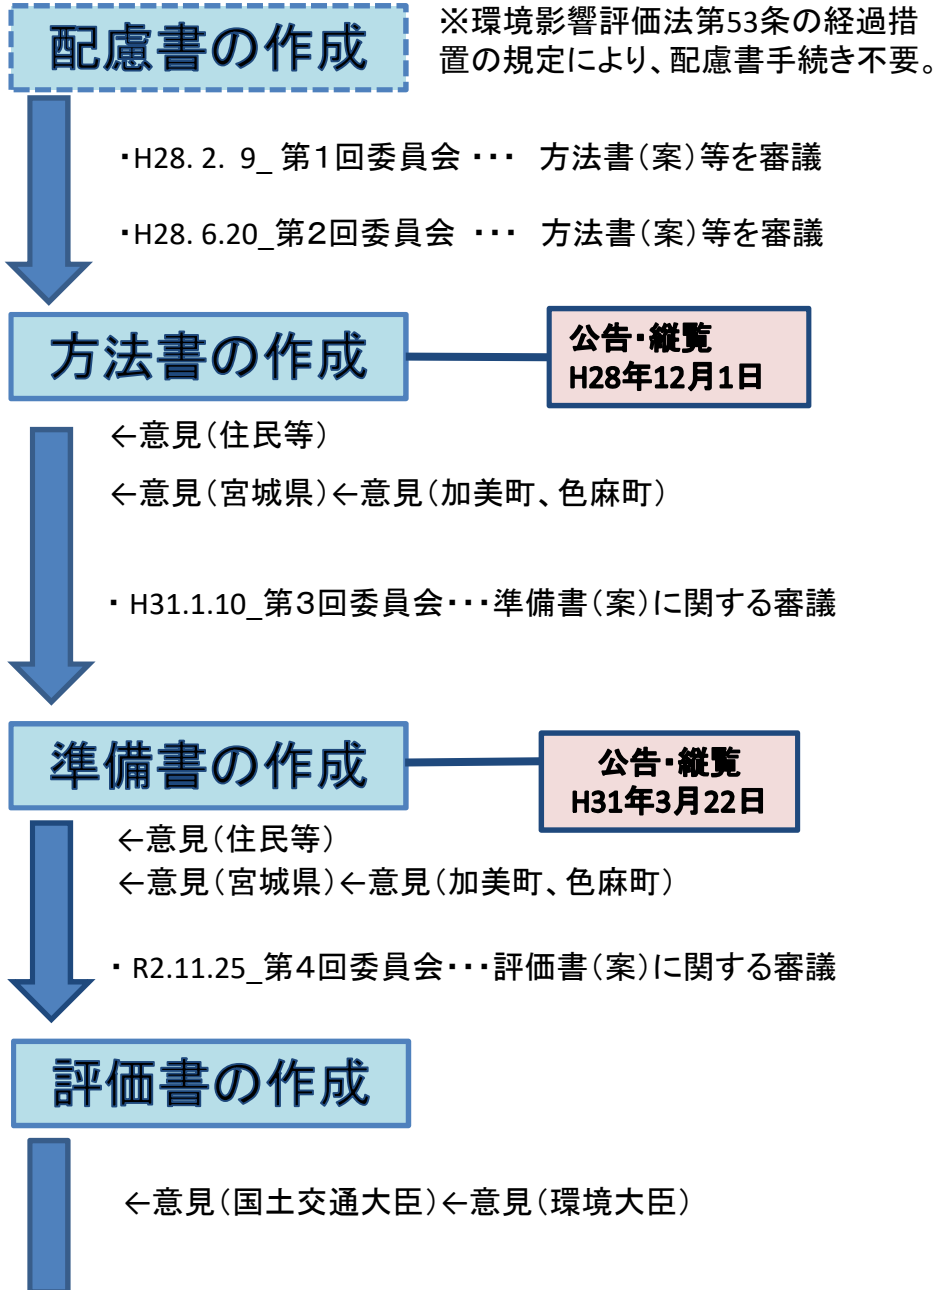 配慮書の作成
※環境影響評価法第53条の経過措
置の規定により、配慮書手続き不要。
・H28. 2. 9_ 第１回委員会 ・・・ 方法書（案）等を審議
・H28. 6.20_第２回委員会 ・・・ 方法書（案）等を審議
方法書の作成
公告・縦覧
H28年12月1日
←意見（住民等）
←意見（宮城県）←意見（加美町、色麻町）
・ H31.1.10_第３回委員会・・・準備書（案）に関する審議
準備書の作成
公告・縦覧
H31年3月22日
←意見（住民等）
←意見（宮城県）←意見（加美町、色麻町）
・ R2.11.25_第４回委員会・・・評価書（案）に関する審議
評価書の作成
←意見（国土交通大臣）←意見（環境大臣）